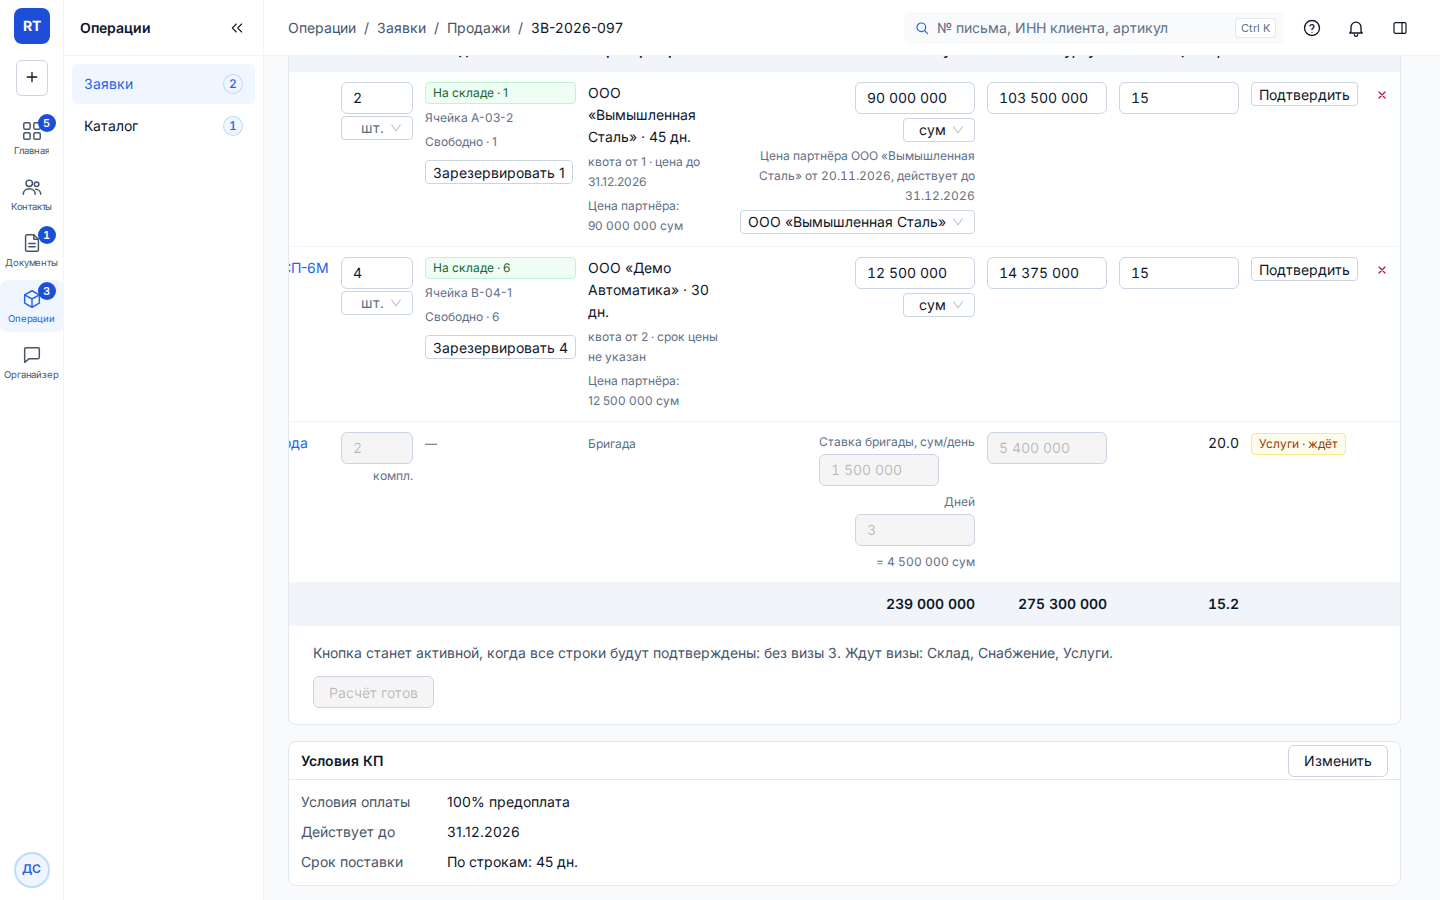 RT
Операции
Операции / Заявки / Продажи / ЗВ-2026-097
№ письма, ИНН клиента, артикул
Ctrl K
5
Главная
Контакты
1
Документы
3
Операции
Органайзер
ДС
Заявки 2
Каталог 1
2
шт.
На складе · 1
Ячейка A-03-2
Свободно · 1
Зарезервировать 1
ООО
«Вымышленная
Сталь» · 45 дн.
квота от 1 · цена до
31.12.2026
Цена партнёра:
90 000 000 сум
90 000 000
сум
Цена партнёра ООО «Вымышленная
Сталь» от 20.11.2026, действует до
31.12.2026
ООО «Вымышленная Сталь»
103 500 000
15
Подтвердить
СП-6М
4
шт.
На складе · 6
Ячейка B-04-1
Свободно · 6
Зарезервировать 4
ООО «Демо
Автоматика» · 30
дн.
квота от 2 · срок цены
не указан
Цена партнёра:
12 500 000 сум
12 500 000
сум
14 375 000
15
Подтвердить
ода
2
компл.
—
Бригада
Ставка бригады, сум/день
1 500 000
Дней
3
= 4 500 000 сум
5 400 000
20.0
Услуги · ждёт
239 000 000 275 300 000 15.2
Кнопка станет активной, когда все строки будут подтверждены: без визы 3. Ждут визы: Склад, Снабжение, Услуги.
Расчёт готов
Условия КП
Изменить
Условия оплаты 100% предоплата
Действует до 31.12.2026
Срок поставки По строкам: 45 дн.